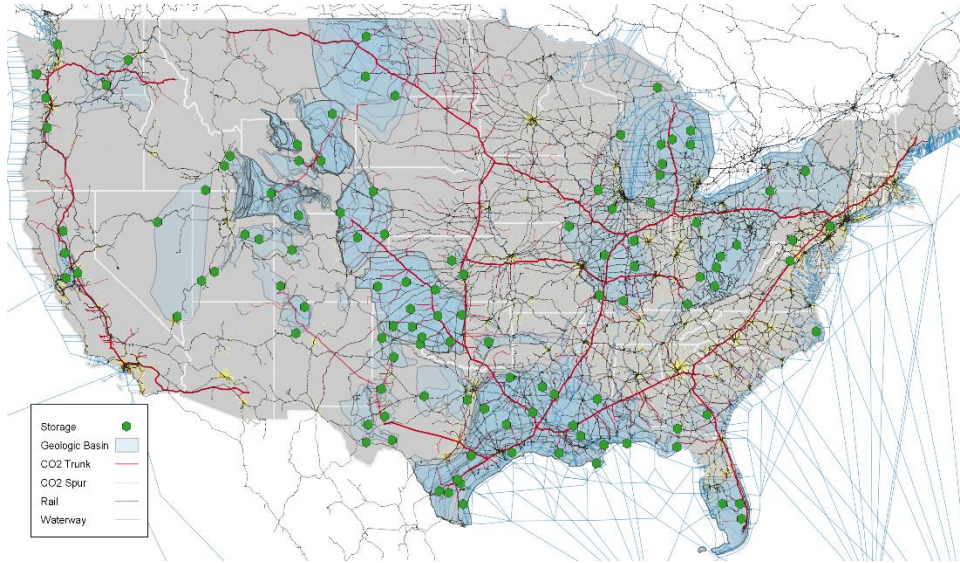 Storage
Geologic Basin
CO2 Trunk
CO2 Spur
Rail
Waterway